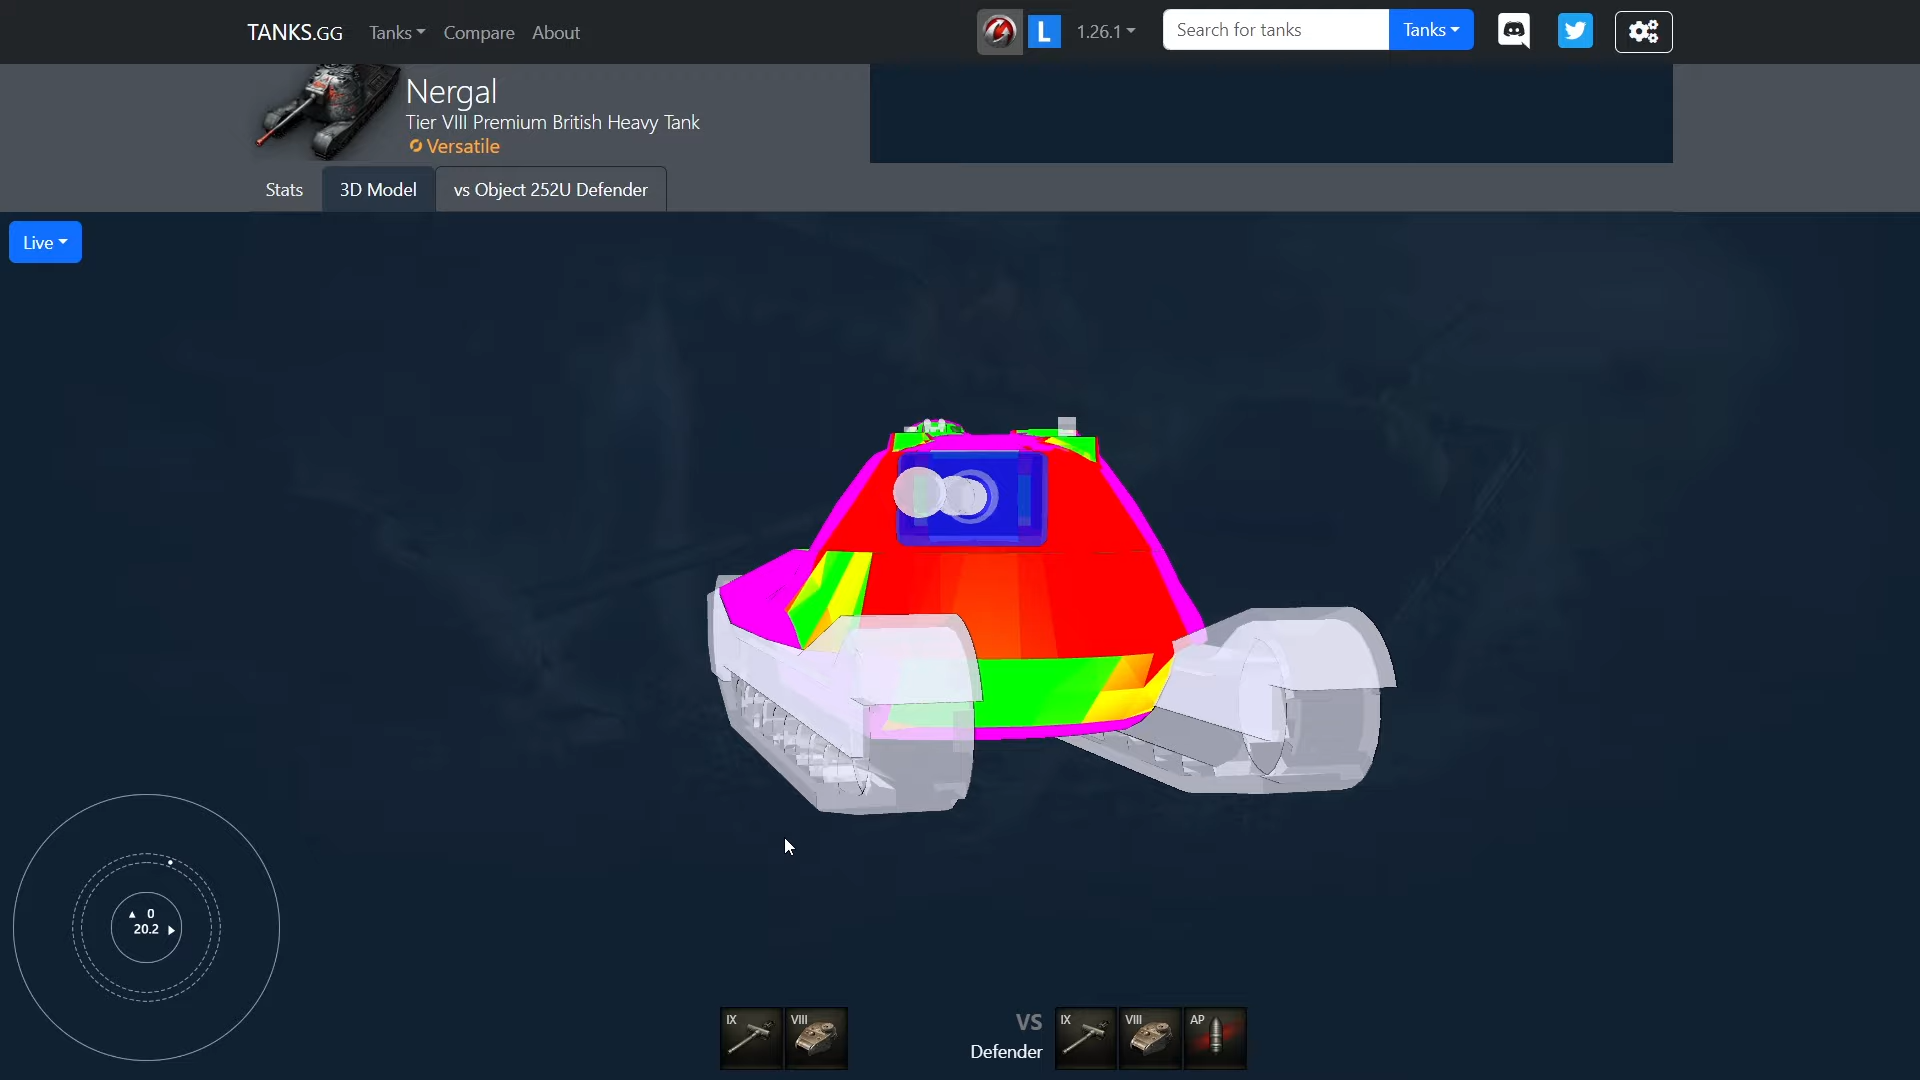 TANKS.GG Tanks Compare About L 1.26.1 Search for tanks Tanks
Nergal
Tier VIII Premium British Heavy Tank
Versatile
Stats 3D Model vs Object 252U Defender
Live
0
20.2
IX VIII VS IX VIII AP
Defender